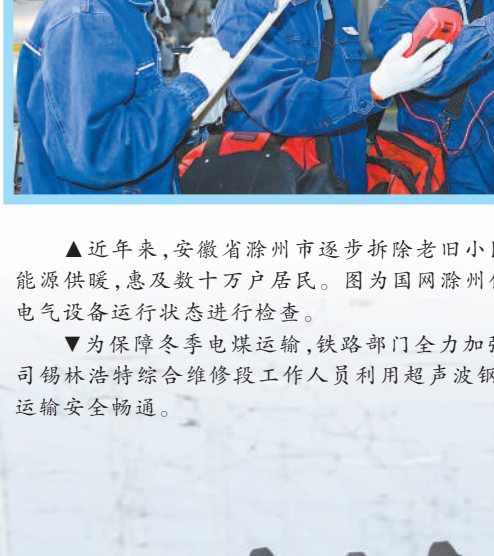 ▲近年来,安徽省滁州市逐步拆除老旧小
能源供暖,惠及数十万户居民。图为国网滁州
电气设备运行状态进行检查。
▼为保障冬季电煤运输,铁路部门全力加
司锡林浩特综合维修段工作人员利用超声波钢
运输安全畅通。